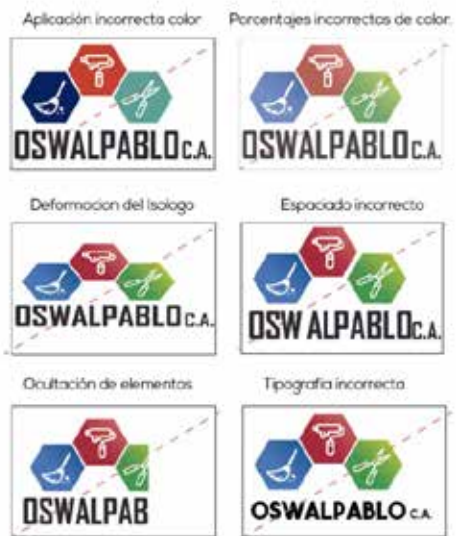 Aplicación incorrecta color
Porcentajes incorrectos de color.
OSWALPABLO C.A.
OSWALPABLO C.A.
Deformacion del Isologo
Espaciado incorrecto
OSWALPABLO C.A.
OSW ALPABLO C.A.
Ocultación de elementos
Tipografía incorrecta
OSWALPAB
OSWALPABLO C.A.